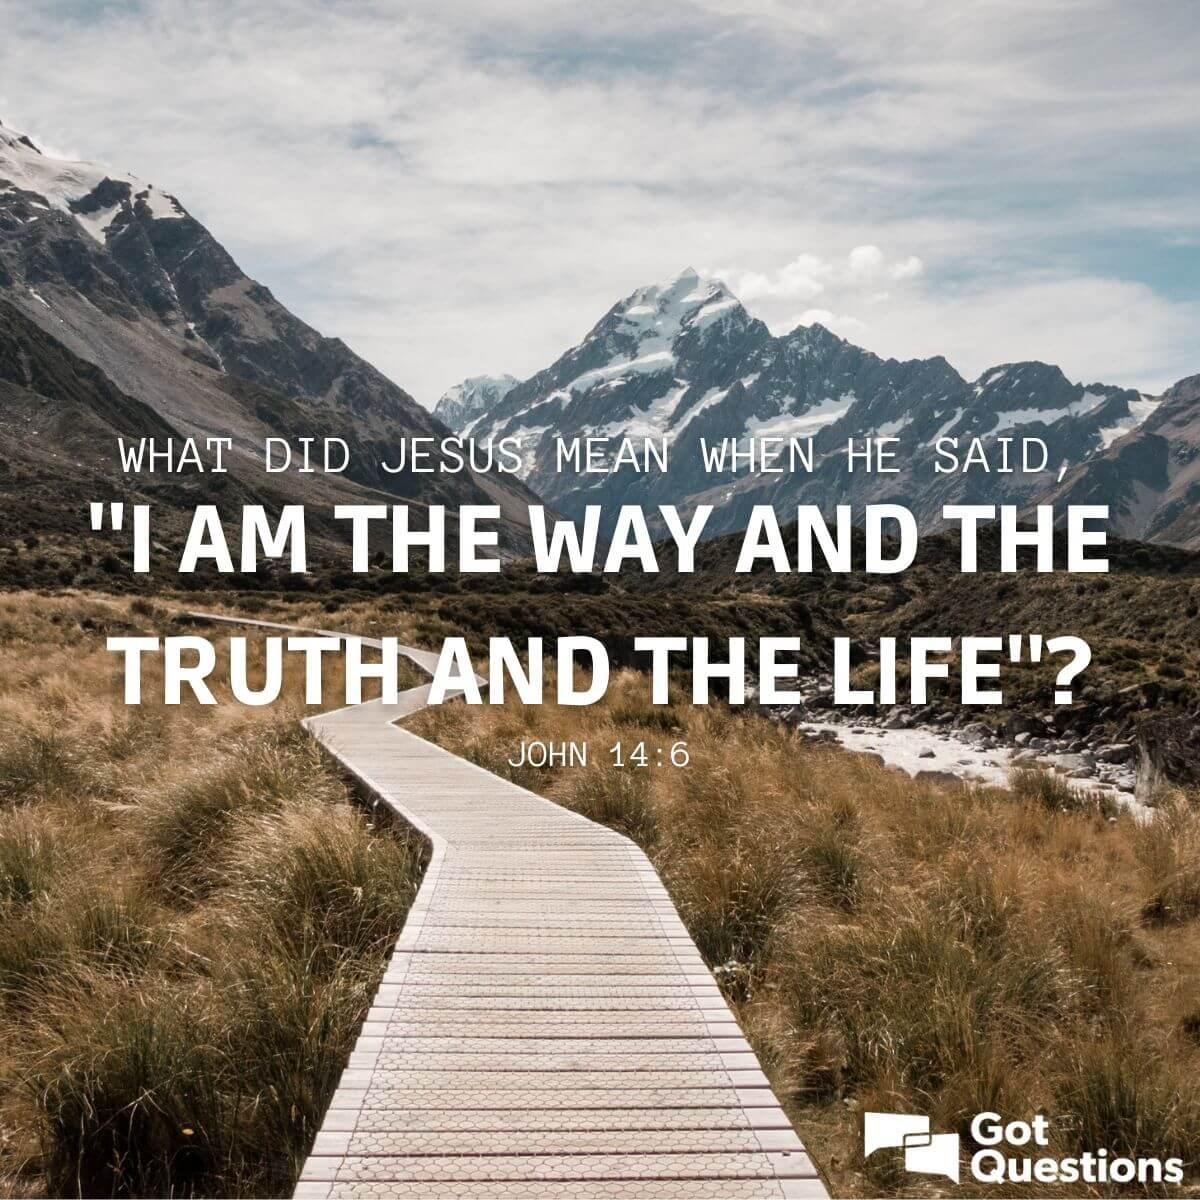 WHAT DID JESUS MEAN WHEN HE SAID,
"I AM THE WAY AND THE
TRUTH AND THE LIFE"?
JOHN 14:6
Got
Questions